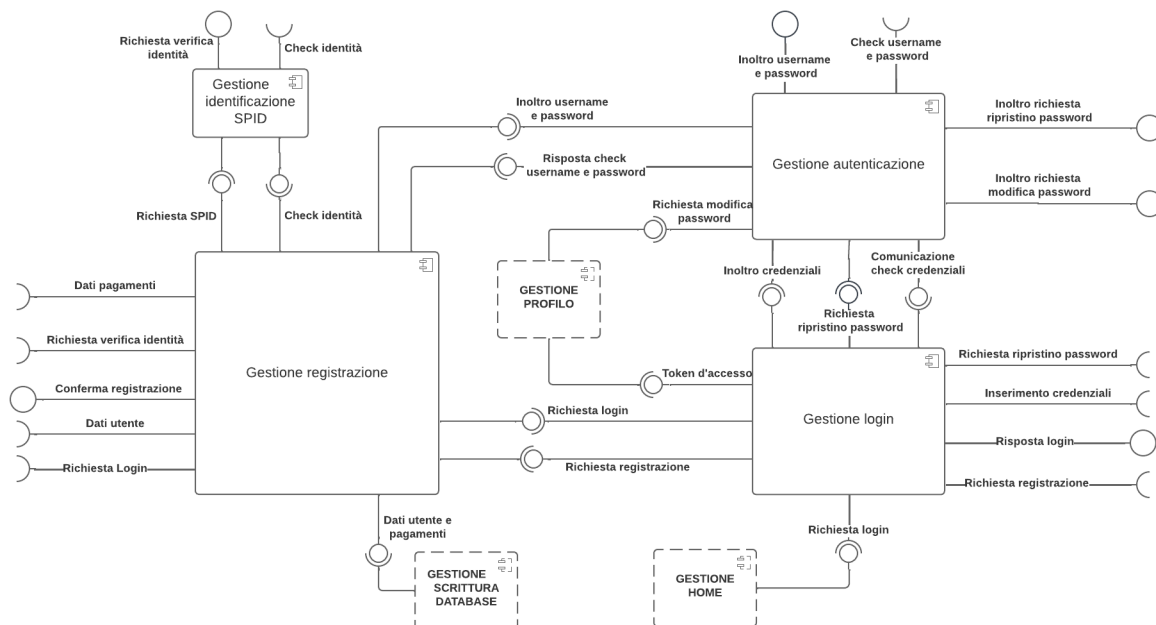 Richiesta verifica
identità
Check identità
Gestione
identificazione
SPID
Richiesta SPID
Check identità
Inoltro username
e password
Risposta check
username e password
Inoltro username
e password
Check username
e password
Gestione autenticazione
Inoltro richiesta
ripristino password
Inoltro richiesta
modifica password
Richiesta modifica
password
GESTIONE
PROFILO
Inoltro credenziali
Richiesta
ripristino password
Comunicazione
check credenziali
Dati pagamenti
Richiesta verifica identità
Conferma registrazione
Dati utente
Richiesta Login
Gestione registrazione
Token d'accesso
Richiesta login
Richiesta registrazione
Gestione login
Richiesta ripristino password
Inserimento credenziali
Risposta login
Richiesta registrazione
Dati utente e
pagamenti
GESTIONE
SCRITTURA
DATABASE
Richiesta login
GESTIONE
HOME